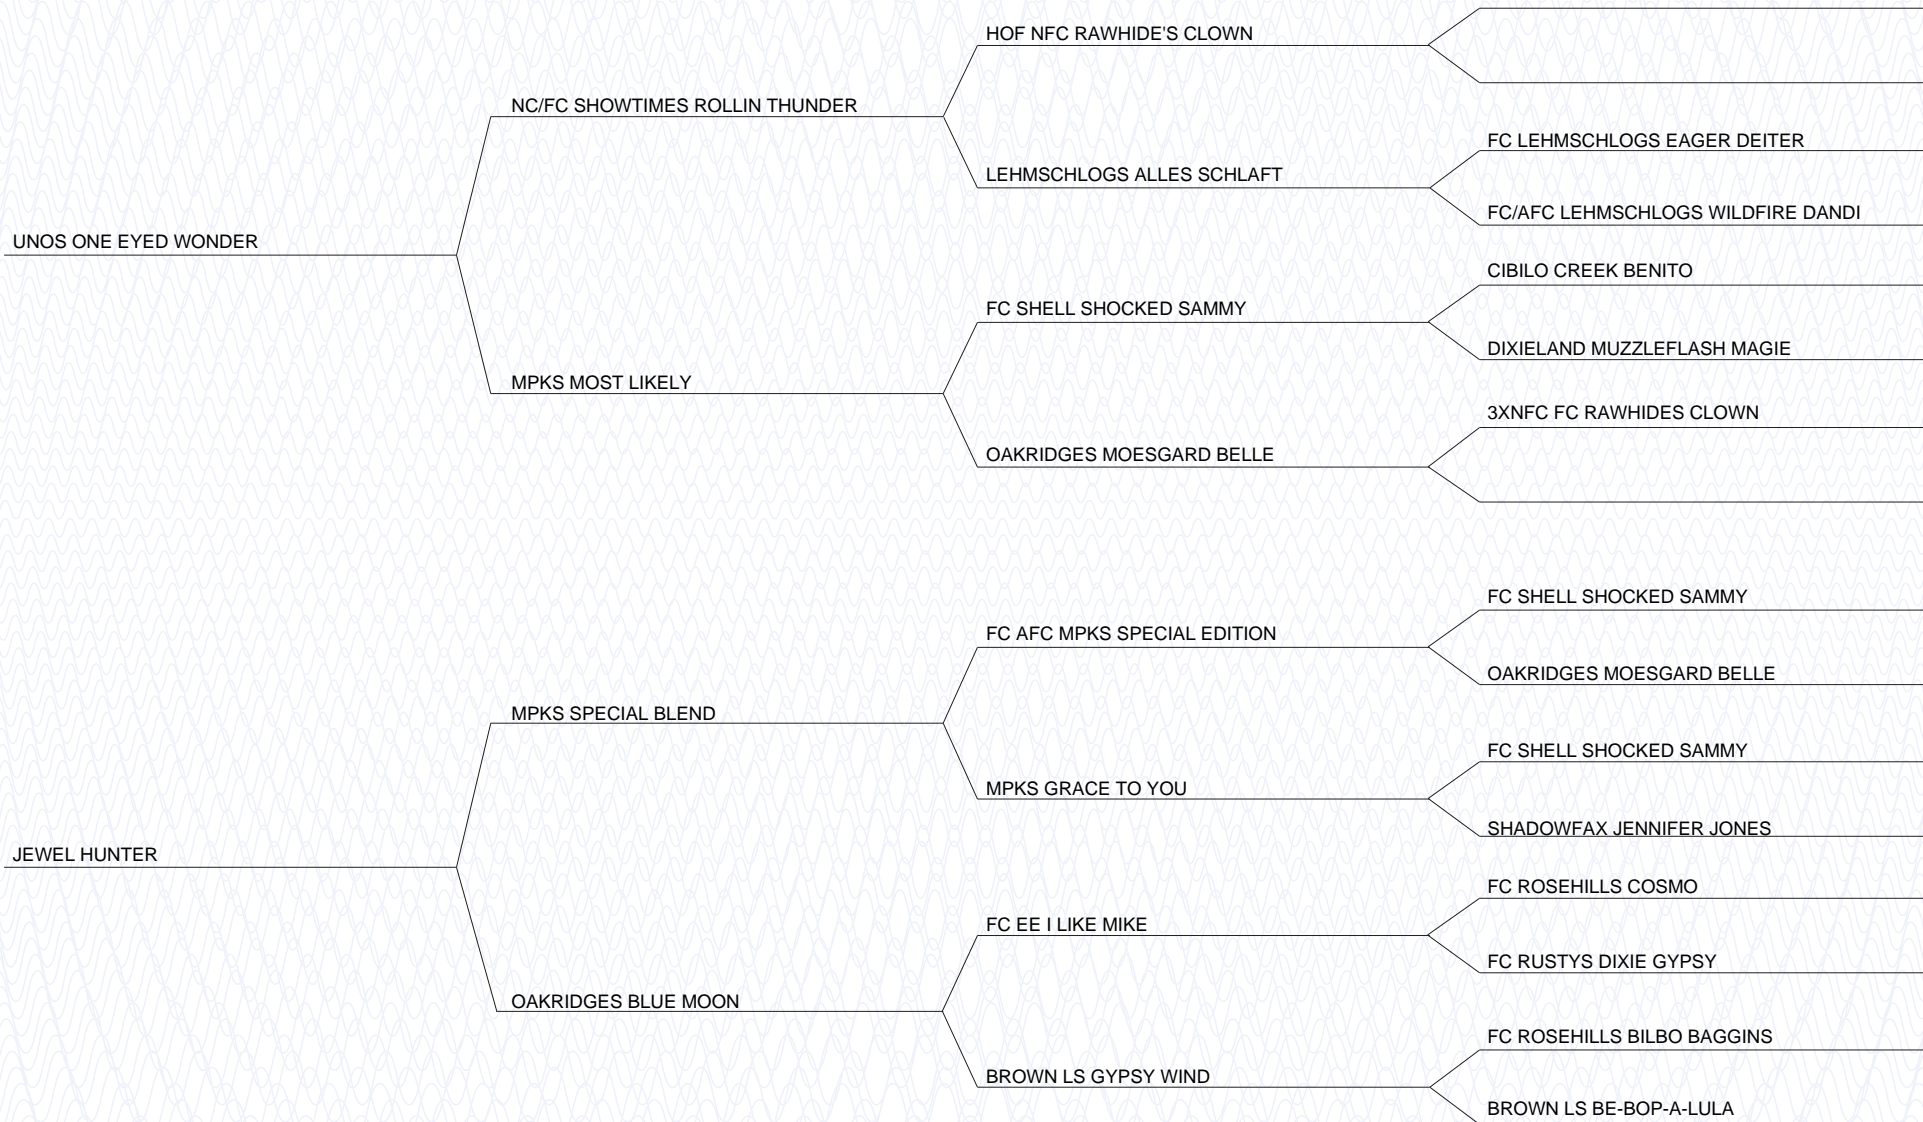 HOF NFC RAWHIDE'S CLOWN
NC/FC SHOWTIMES ROLLIN THUNDER
FC LEHMSCHLOGS EAGER DEITER
LEHMSCHLOGS ALLES SCHLAFT
FC/AFC LEHMSCHLOGS WILDFIRE DANDI
UNOS ONE EYED WONDER
CIBILO CREEK BENITO
FC SHELL SHOCKED SAMMY
DIXIELAND MUZZLEFLASH MAGIE
MPKS MOST LIKELY
3XNFC FC RAWHIDES CLOWN
OAKRIDGES MOESGARD BELLE
FC SHELL SHOCKED SAMMY
FC AFC MPKS SPECIAL EDITION
OAKRIDGES MOESGARD BELLE
MPKS SPECIAL BLEND
FC SHELL SHOCKED SAMMY
MPKS GRACE TO YOU
SHADOWFAX JENNIFER JONES
JEWEL HUNTER
FC ROSEHILLS COSMO
FC EE I LIKE MIKE
FC RUSTYS DIXIE GYPSY
OAKRIDGES BLUE MOON
FC ROSEHILLS BILBO BAGGINS
BROWN LS GYPSY WIND
BROWN LS BE-BOP-A-LULA